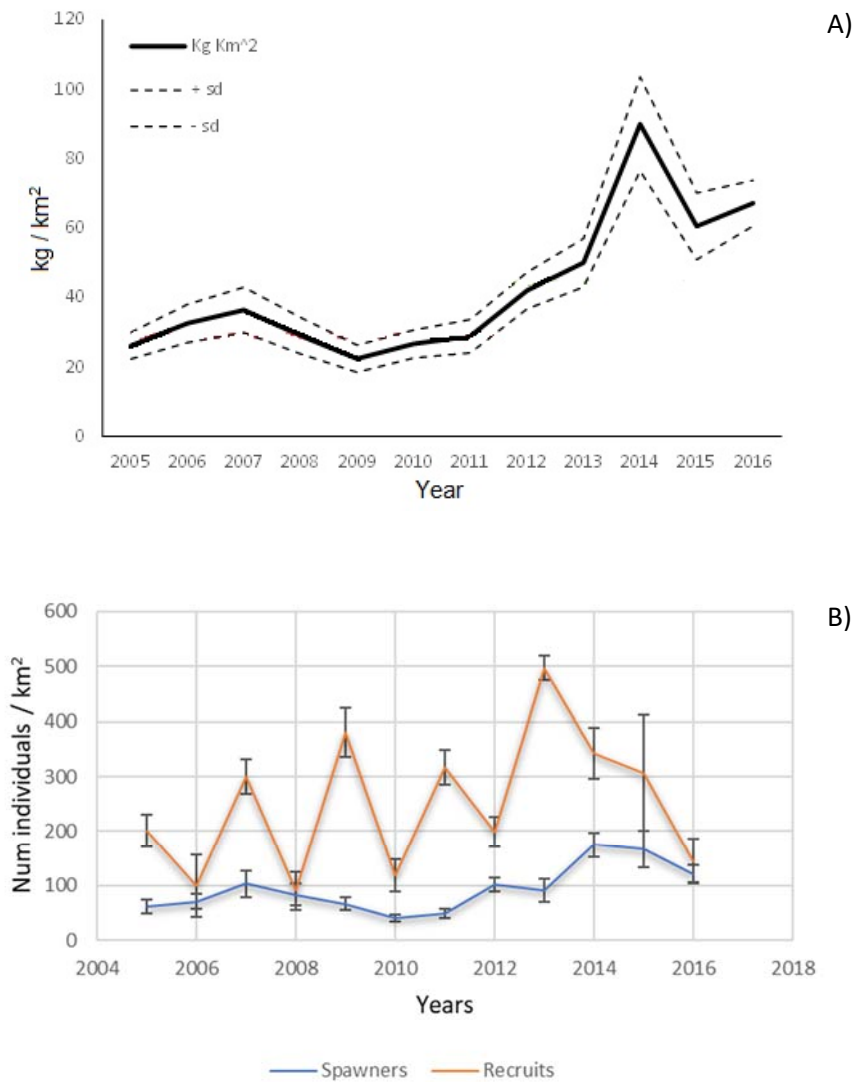 A)
120
Kg Km^2
+ sd
- sd
100
80
60
40
20
0
kg / km²
2005 2006 2007 2008 2009 2010 2011 2012 2013 2014 2015 2016
Year
B)
600
500
400
300
200
100
0
Num individuals / km²
2004 2006 2008 2010 2012 2014 2016 2018
Years
Spawners Recruits